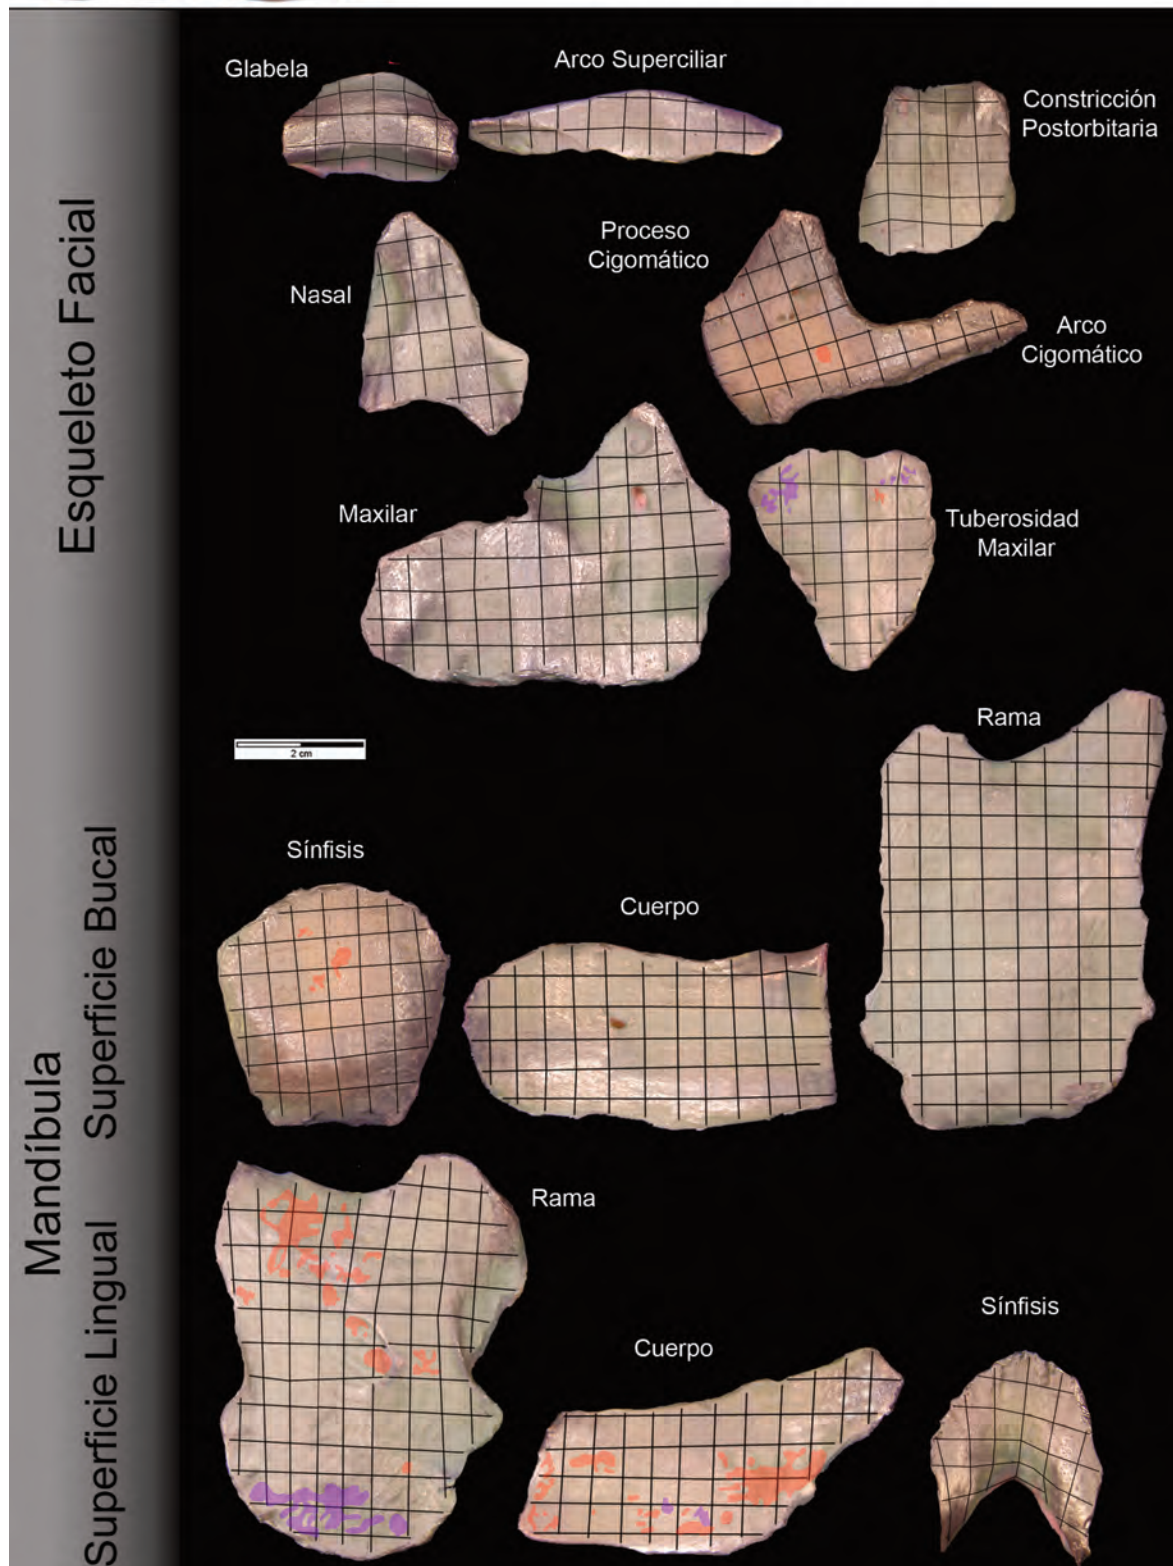 Esqueleto Facial
Glabela
Arco Superciliar
Constricción
Postorbitaria
Nasal
Proceso
Cigomático
Arco
Cigomático
Maxilar
Tuberosidad
Maxilar
2 cm
Mandíbula
Superficie Bucal
Sínfisis
Cuerpo
Rama
Superficie Lingual
Rama
Cuerpo
Sínfisis